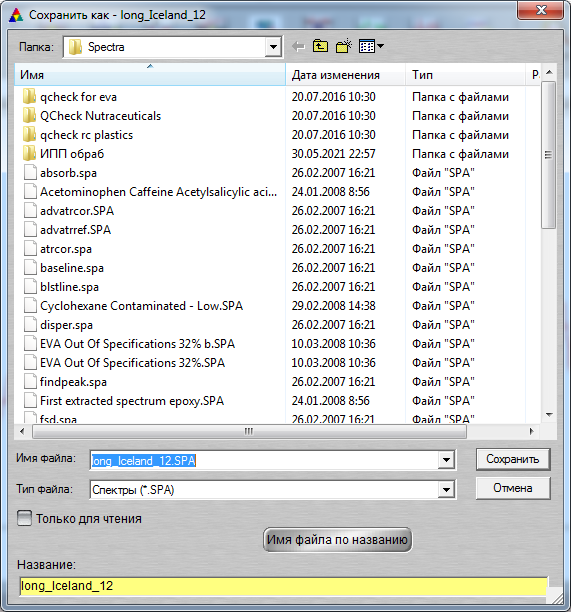 Сохранить как - long_Iceland_12
Папка: Spectra
Имя Дата изменения Тип Р
qcheck for eva 20.07.2016 10:30 Папка с файлами
QCheck Nutraceuticals 20.07.2016 10:30 Папка с файлами
qcheck rc plastics 20.07.2016 10:30 Папка с файлами
ИПП обраб 30.05.2021 22:57 Папка с файлами
absorb.spa 26.02.2007 16:21 Файл "SPA"
Acetominophen Caffeine Acetylsalicylic aci... 24.01.2008 8:56 Файл "SPA"
advatrcor.SPA 26.02.2007 16:21 Файл "SPA"
advatrref.SPA 26.02.2007 16:21 Файл "SPA"
atrcor.spa 26.02.2007 16:21 Файл "SPA"
baseline.spa 26.02.2007 16:21 Файл "SPA"
blstline.spa 26.02.2007 16:21 Файл "SPA"
Cyclohexane Contaminated - Low.SPA 29.02.2008 14:38 Файл "SPA"
disper.spa 26.02.2007 16:21 Файл "SPA"
EVA Out Of Specifications 32% b.SPA 10.03.2008 10:36 Файл "SPA"
EVA Out Of Specifications 32%.SPA 10.03.2008 10:36 Файл "SPA"
findpeak.spa 26.02.2007 16:21 Файл "SPA"
First extracted spectrum epoxy.SPA 24.01.2008 8:56 Файл "SPA"
fsd.spa 26.02.2007 16:21 Файл "SPA"
Имя файла: long_Iceland_12.SPA Сохранить
Тип файла: Спектры (*.SPA) Отмена
Только для чтения
Имя файла по названию
Название:
long_Iceland_12